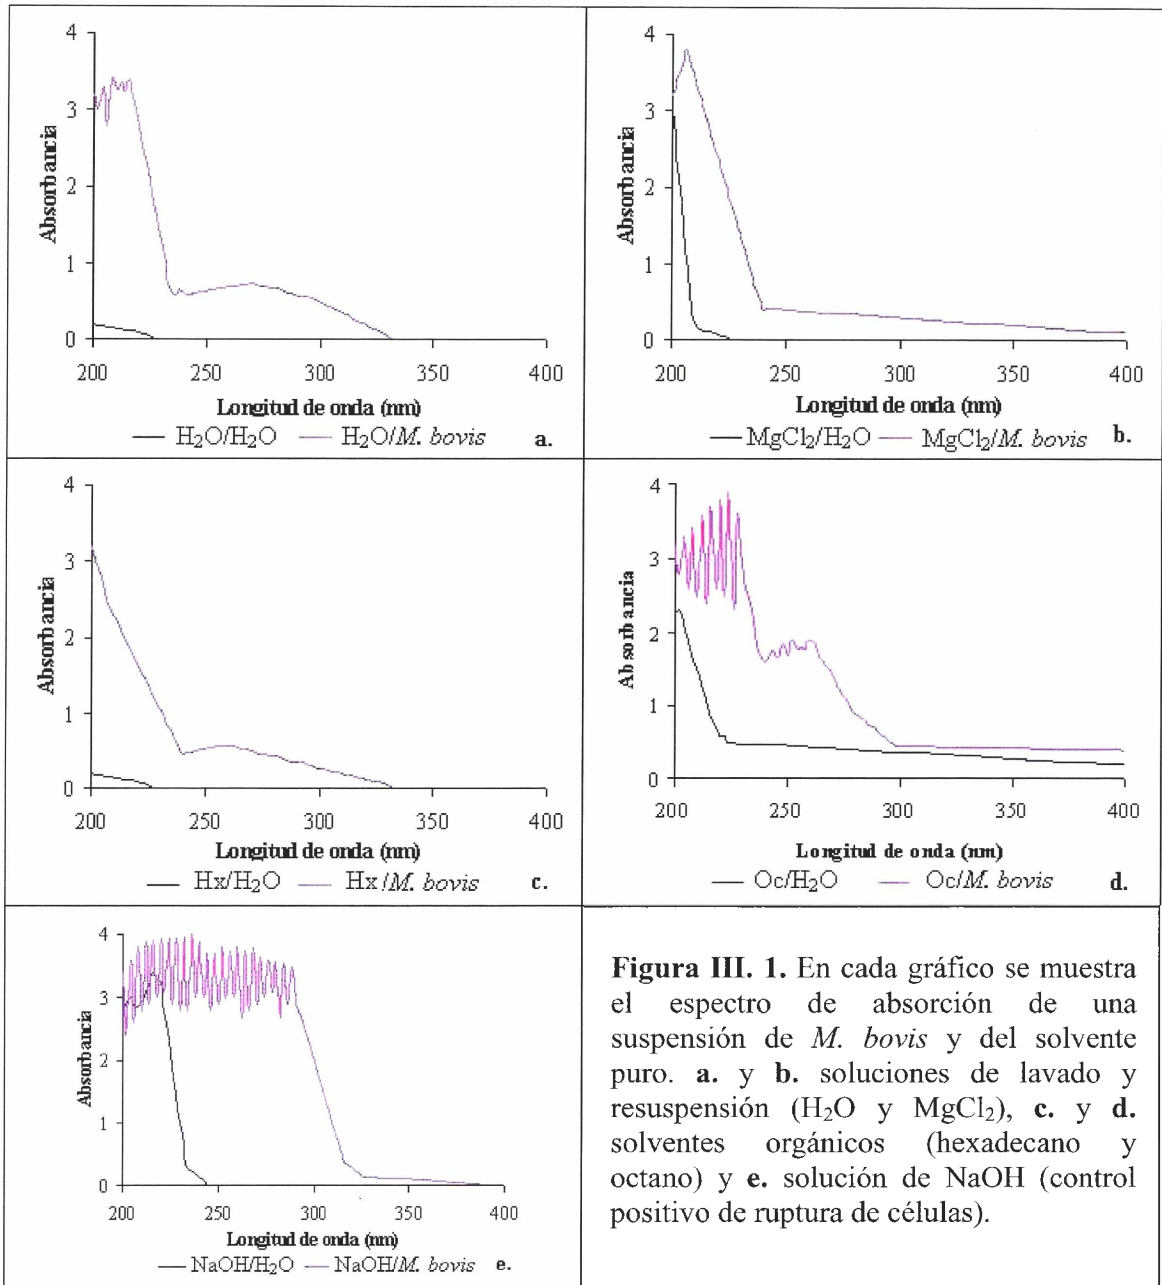 4
3
2
1
0
Absorbancia
200 250 300 350 400
Longitud de onda (nm)
H₂O/H₂O H₂O/M. bovis a.
4
3
2
1
0
Absorbancia
200 250 300 350 400
Longitud de onda (nm)
MgCl₂/H₂O MgCl₂/M. bovis b.
4
3
2
1
0
Absorbancia
200 250 300 350 400
Longitud de onda (nm)
Hx/H₂O Hx/M. bovis c.
4
3
2
1
0
Absorbancia
200 250 300 350 400
Longitud de onda (nm)
Oc/H₂O Oc/M. bovis d.
4
3
2
1
0
Absorbancia
200 250 300 350 400
Longitud de onda (nm)
NaOH/H₂O NaOH/M. bovis e.
Figura III. 1. En cada gráfico se muestra
el espectro de absorción de una
suspensión de M. bovis y del solvente
puro. a. y b. soluciones de lavado y
resuspensión (H₂O y MgCl₂), c. y d.
solventes orgánicos (hexadecano y
octano) y e. solución de NaOH (control
positivo de ruptura de células).